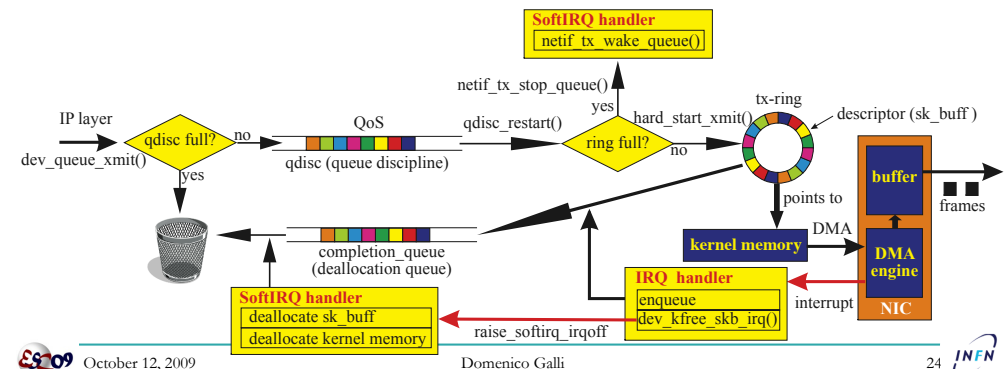 SoftIRQ handler
netif_tx_wake_queue()
netif_tx_stop_queue()
yes
tx-ring
IP layer
dev_queue_xmit()
qdisc full?
no
yes
QoS
qdisc (queue discipline)
qdisc_restart()
ring full?
hard_start_xmit()
no
descriptor (sk_buff )
buffer
frames
points to
kernel memory
DMA
DMA
engine
NIC
completion_queue
(deallocation queue)
IRQ handler
enqueue
dev_kfree_skb_irq()
interrupt
SoftIRQ handler
deallocate sk_buff
deallocate kernel memory
raise_softirq_irqoff
ESC09 October 12, 2009
Domenico Galli
24
INFN